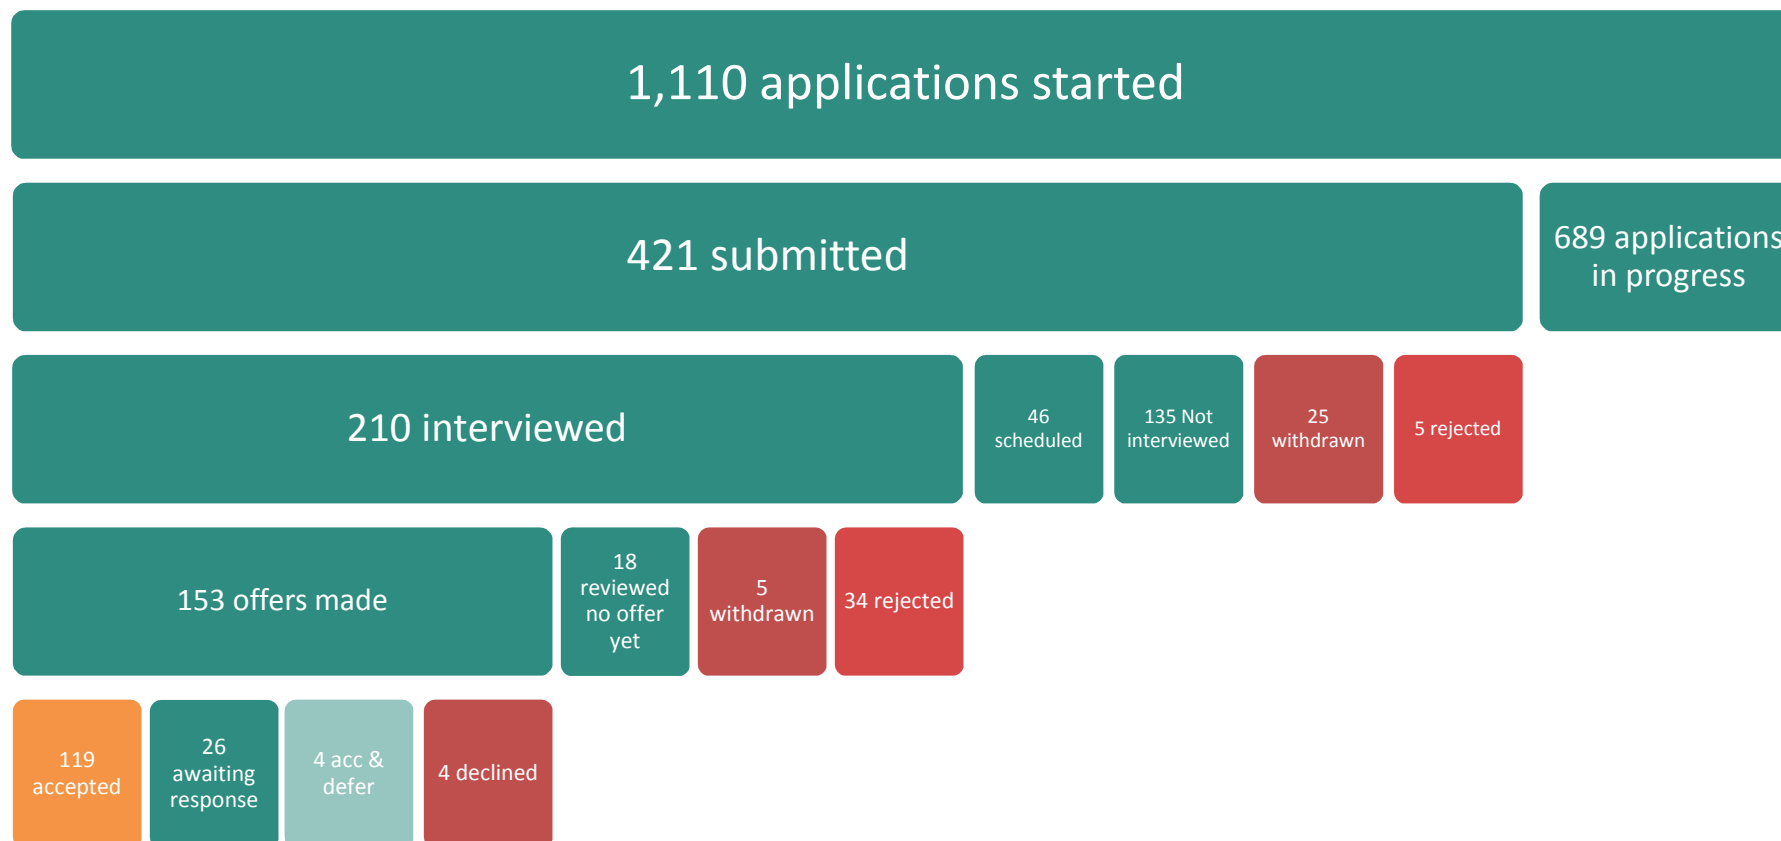 1,110 applications started
421 submitted
689 applications
in progress
210 interviewed
46
scheduled
135 Not
interviewed
25
withdrawn
5 rejected
153 offers made
18
reviewed
no offer
yet
5
withdrawn
34 rejected
119
accepted
26
awaiting
response
4 acc &
defer
4 declined